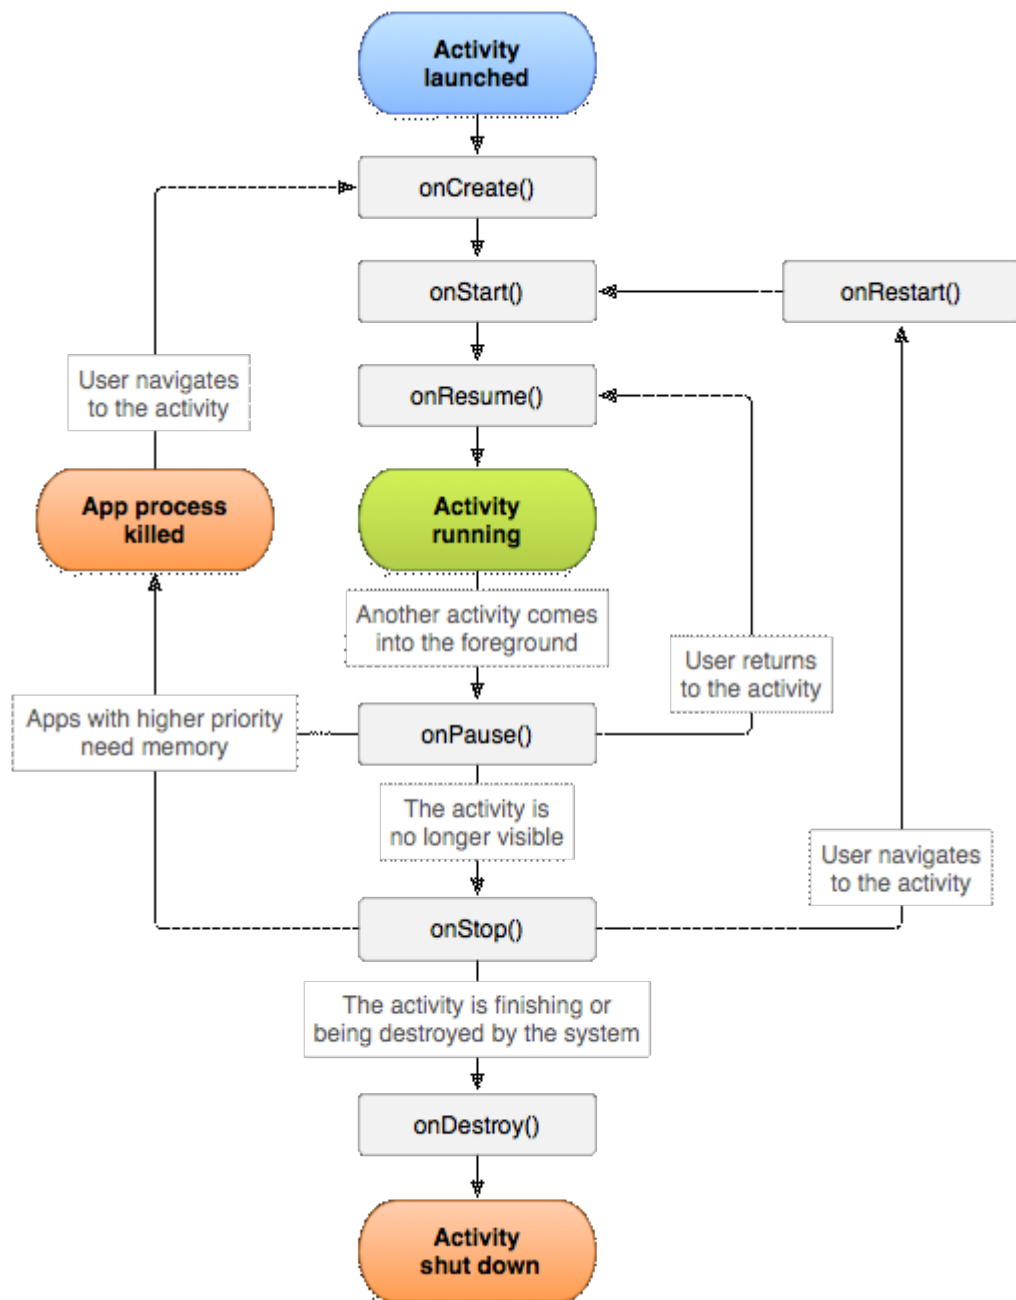 Activity
launched
onCreate()
onStart()
onRestart()
User navigates
to the activity
onResume()
App process
killed
Activity
running
Another activity comes
into the foreground
User returns
to the activity
Apps with higher priority
need memory
onPause()
The activity is
no longer visible
User navigates
to the activity
onStop()
The activity is finishing or
being destroyed by the system
onDestroy()
Activity
shut down